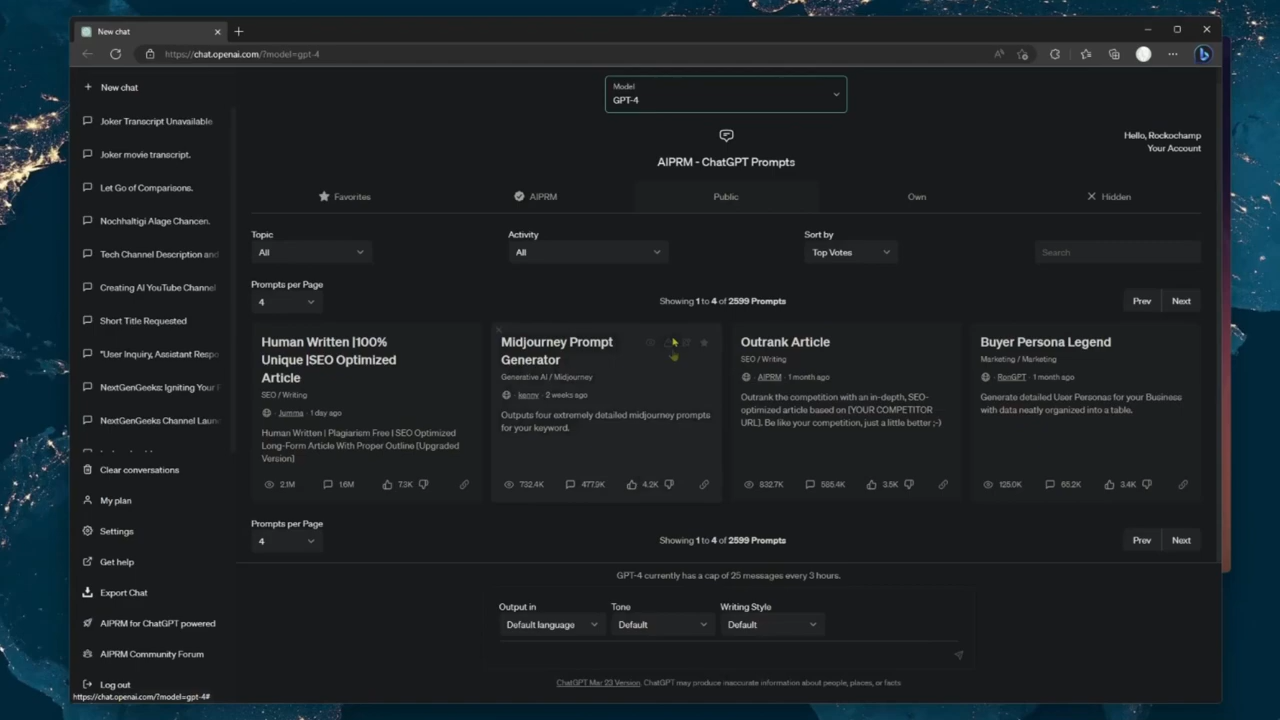 New chat
https://chat.openai.com/?model=gpt-4
New chat
Joker Transcript Unavailable
Joker movie transcript.
Let Go of Comparisons.
Nochhaltigi Alage Chancen.
Tech Channel Description and
Creating AI YouTube Channel
Short Title Requested
"User Inquiry, Assistant Respo
NextGenGeeks: Igniting Your F
NextGenGeeks Channel Laun
Clear conversations
My plan
Settings
Get help
Export Chat
AIPRM for ChatGPT powered
AIPRM Community Forum
Log out
https://chat.openai.com/?model=gpt-4#
Model
GPT-4
Hello, Rockochamp
Your Account
AIPRM - ChatGPT Prompts
Favorites AIPRM Public Own Hidden
Topic Activity Sort by
All All Top Votes Search
Prompts per Page
4 Showing 1 to 4 of 2599 Prompts Prev Next
Human Written |100%
Unique |SEO Optimized
Article
SEO / Writing
Jumma · 1 day ago
Human Written | Plagiarism Free | SEO Optimized
Long-Form Article With Proper Outline [Upgraded
Version]
2.1M 1.6M 7.3K
Midjourney Prompt
Generator
Generative AI / Midjourney
kenny · 2 weeks ago
Outputs four extremely detailed midjourney prompts
for your keyword.
732.4K 477.9K 4.2K
Outrank Article
SEO / Writing
AIPRM · 1 month ago
Outrank the competition with an in-depth, SEO-
optimized article based on [YOUR COMPETITOR
URL]. Be like your competition, just a little better ;-)
832.7K 585.4K 3.5K
Buyer Persona Legend
Marketing / Marketing
RonGPT · 1 month ago
Generate detailed User Personas for your Business
with data neatly organized into a table.
125.0K 65.2K 3.4K
Prompts per Page
4 Showing 1 to 4 of 2599 Prompts Prev Next
GPT-4 currently has a cap of 25 messages every 3 hours.
Output in Tone Writing Style
Default language Default Default
ChatGPT Mar 23 Version. ChatGPT may produce inaccurate information about people, places, or facts